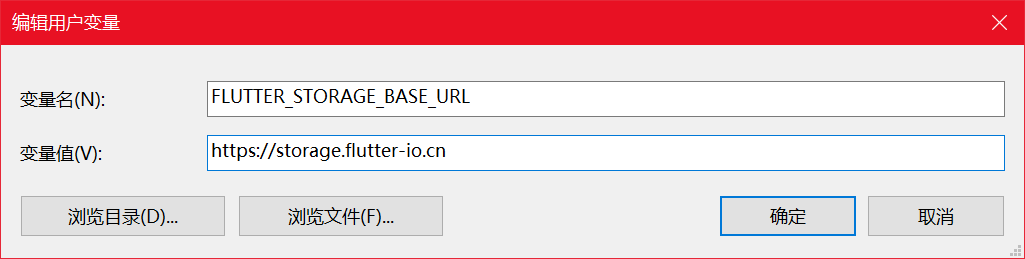 编辑用户变量
变量名(N): FLUTTER_STORAGE_BASE_URL
变量值(V): https://storage.flutter-io.cn
浏览目录(D)... 浏览文件(F)... 确定 取消